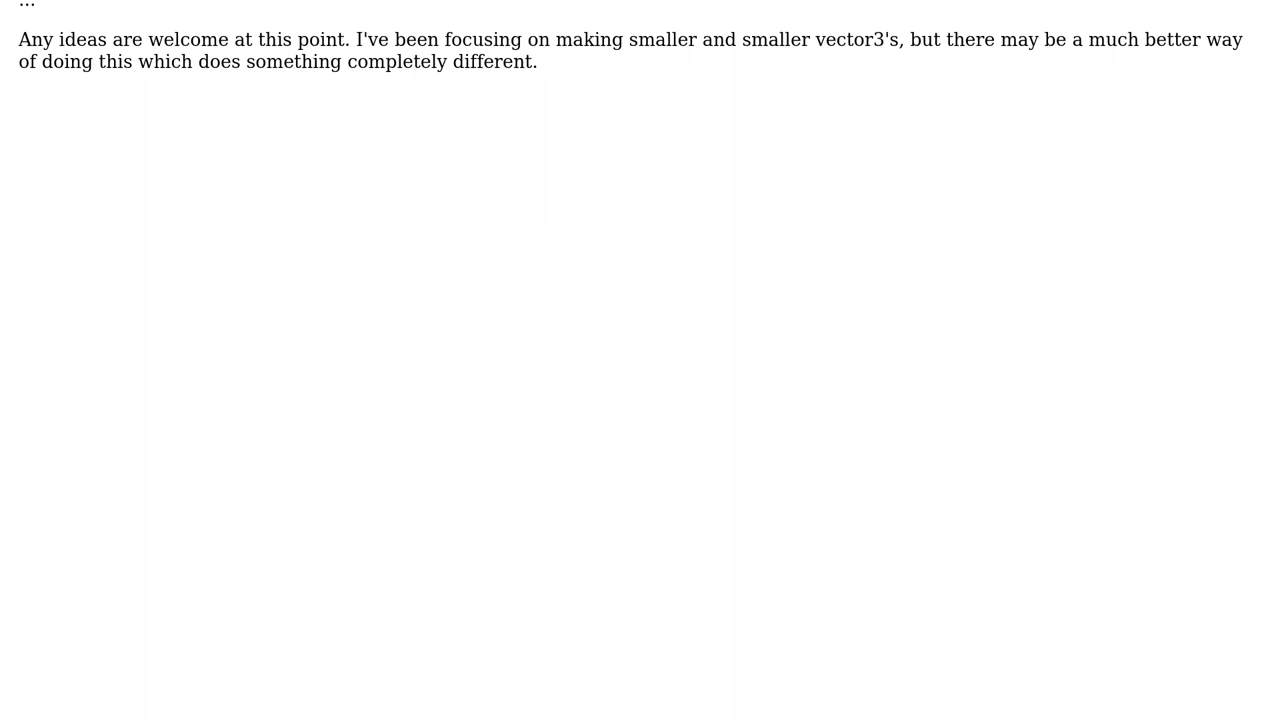 ...
Any ideas are welcome at this point. I've been focusing on making smaller and smaller vector3's, but there may be a much better way
of doing this which does something completely different.